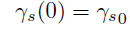 γₛ(0) = γₛ₀